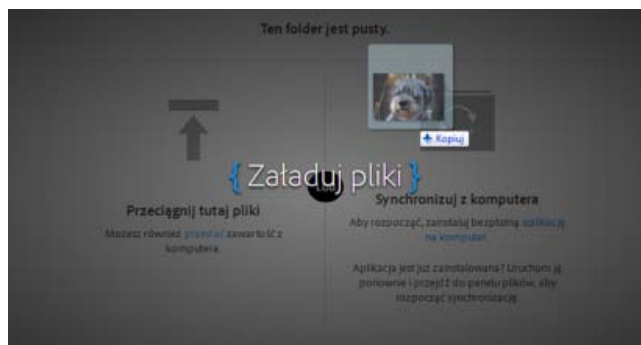 Ten folder jest pusty.
Kopiuj
{ Załaduj pliki }
Przeciągnij tutaj pliki
Możesz również przesłać zawartość z
komputera.
Synchronizuj z komputera
Aby rozpocząć, zainstaluj bezpłatną aplikację
na komputer
Aplikacja jest już zainstalowana? Uruchom ją
ponownie i przejdź do panelu plików, aby
rozpocząć synchronizację.